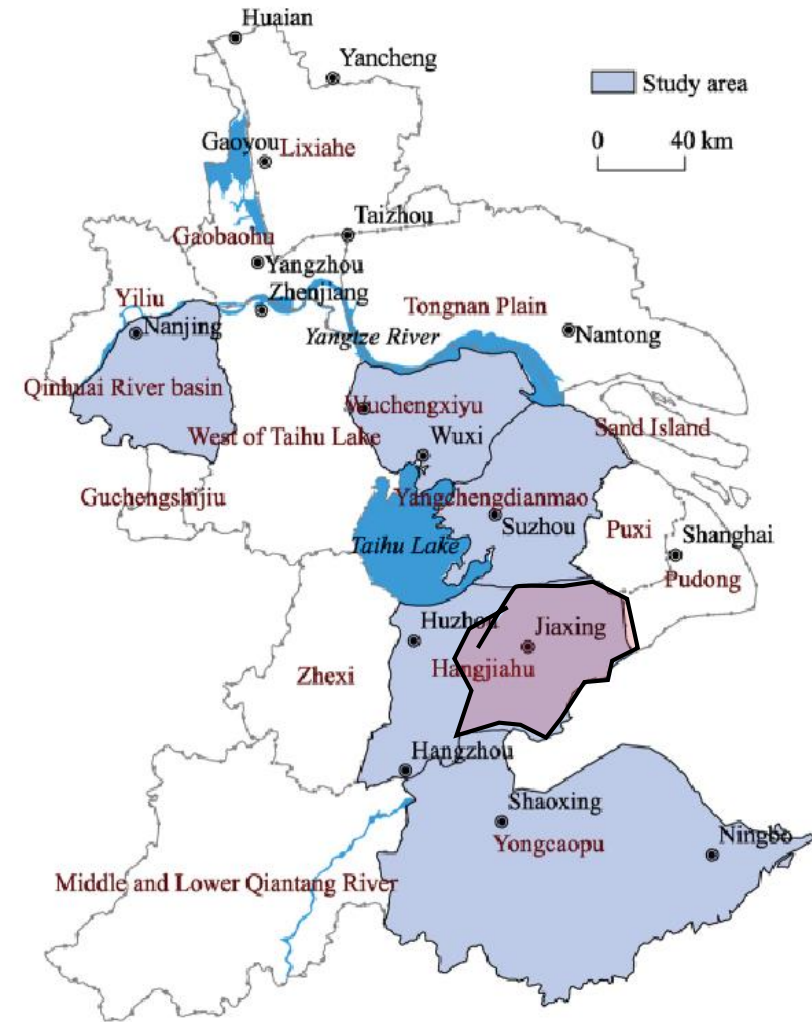 Huaian
Yancheng
Study area
0 40 km
Gaoyou
Lixiahe
Taizhou
Gaobaohu
Yangzhou
Zhenjiang
Yiliu
Tongnan Plain
Nanjing
Yangtze River
Nantong
Qinhuai River basin
Wuchengxiyu
Sand Island
West of Taihu Lake
Wuxi
Guchengshijiu
Yangchengdianmao
Suzhou
Puxi
Shanghai
Taihu Lake
Pudong
Huzhou
Jiaxing
Hangjiahu
Zhexi
Hangzhou
Shaoxing
Ningbo
Yongcaopu
Middle and Lower Qiantang River